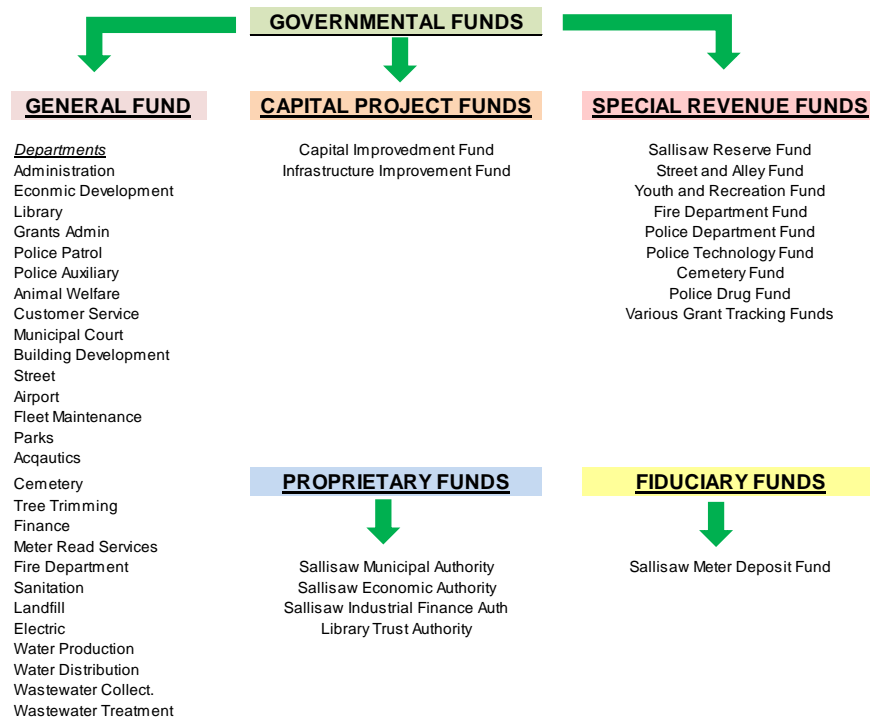 GOVERNMENTAL FUNDS
GENERAL FUND
Departments
Administration
Econmic Development
Library
Grants Admin
Police Patrol
Police Auxiliary
Animal Welfare
Customer Service
Municipal Court
Building Development
Street
Airport
Fleet Maintenance
Parks
Acqautics
Cemetery
Tree Trimming
Finance
Meter Read Services
Fire Department
Sanitation
Landfill
Electric
Water Production
Water Distribution
Wastewater Collect.
Wastewater Treatment
CAPITAL PROJECT FUNDS
Capital Improvedment Fund
Infrastructure Improvement Fund
SPECIAL REVENUE FUNDS
Sallisaw Reserve Fund
Street and Alley Fund
Youth and Recreation Fund
Fire Department Fund
Police Department Fund
Police Technology Fund
Cemetery Fund
Police Drug Fund
Various Grant Tracking Funds
PROPRIETARY FUNDS
Sallisaw Municipal Authority
Sallisaw Economic Authority
Sallisaw Industrial Finance Auth
Library Trust Authority
FIDUCIARY FUNDS
Sallisaw Meter Deposit Fund